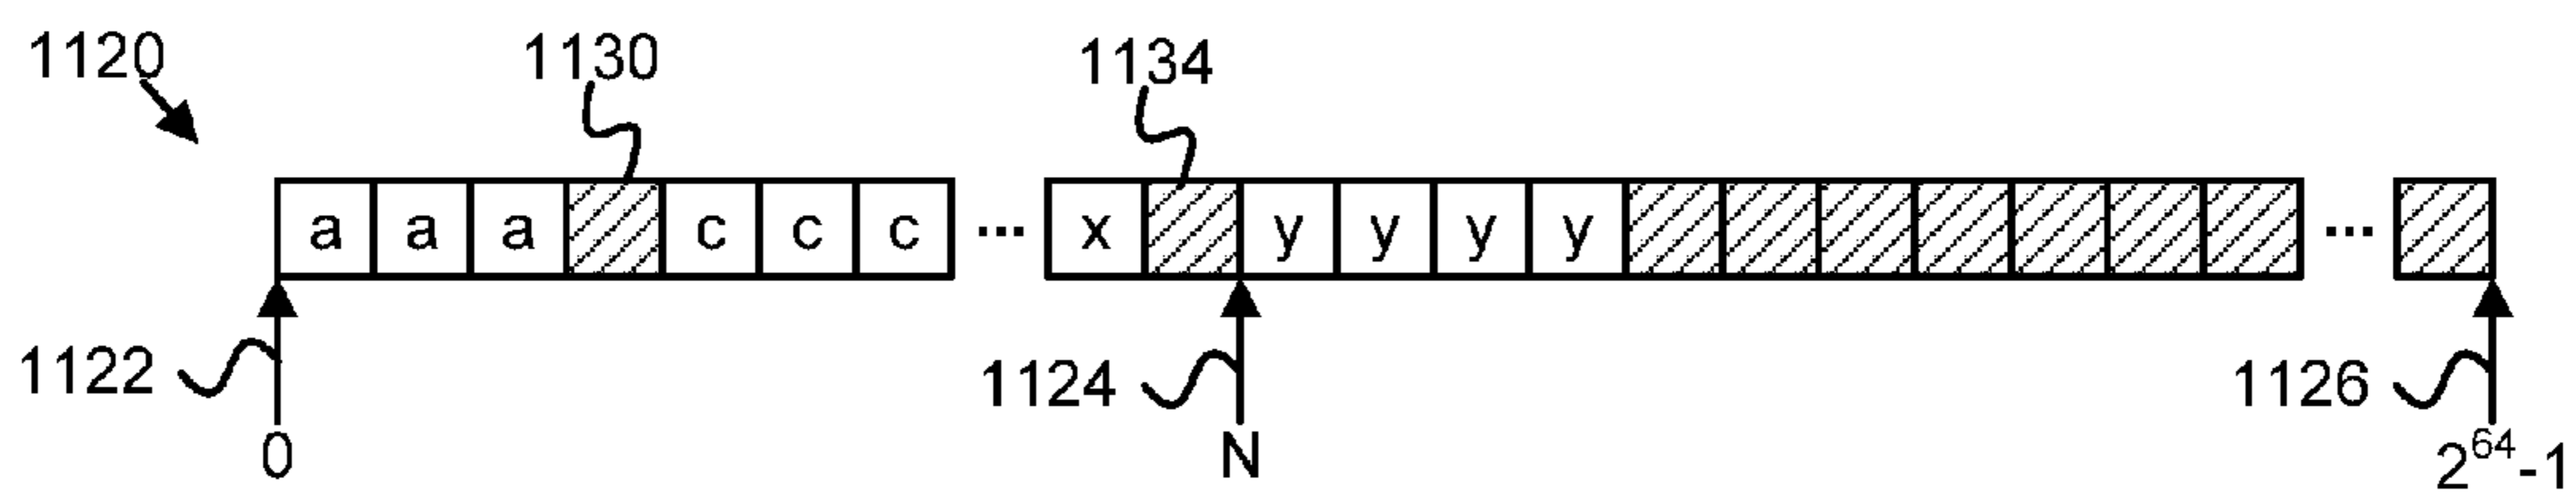 1120 1130 1134
a a a c c c ... x y y y y ...
1122 1124 1126
0 N 2^64-1